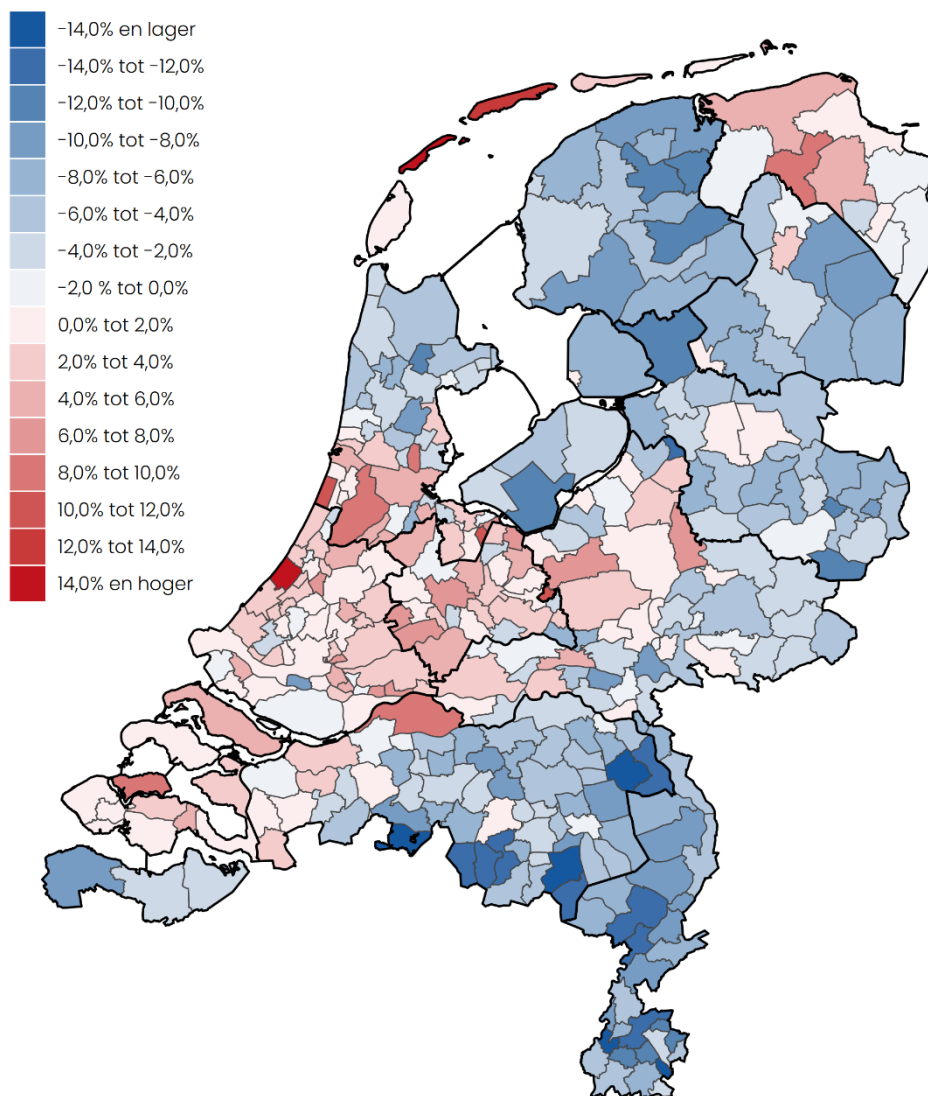 -14,0% en lager
-14,0% tot -12,0%
-12,0% tot -10,0%
-10,0% tot -8,0%
-8,0% tot -6,0%
-6,0% tot -4,0%
-4,0% tot -2,0%
-2,0 % tot 0,0%
0,0% tot 2,0%
2,0% tot 4,0%
4,0% tot 6,0%
6,0% tot 8,0%
8,0% tot 10,0%
10,0% tot 12,0%
12,0% tot 14,0%
14,0% en hoger